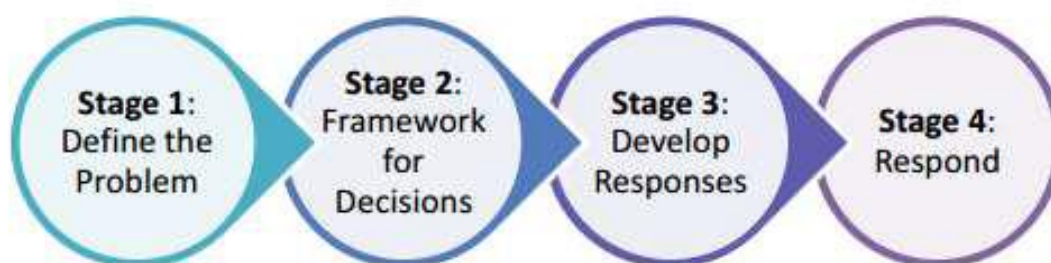 Stage 1:
Define the
Problem
Stage 2:
Framework
for
Decisions
Stage 3:
Develop
Responses
Stage 4:
Respond